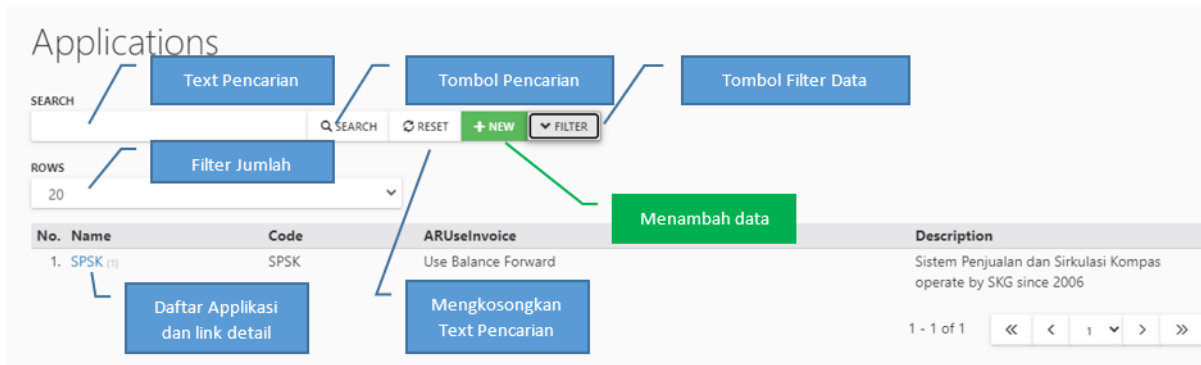 Applications
Text Pencarian
Tombol Pencarian
Tombol Filter Data
SEARCH
SEARCH
RESET
NEW
FILTER
ROWS
Filter Jumlah
20
Menambah data
No. Name Code ARUseInvoice Description
1. SPSK (1) SPSK Use Balance Forward Sistem Penjualan dan Sirkulasi Kompas
operate by SKG since 2006
Daftar Applikasi
dan link detail
Mengkosongkan
Text Pencarian
1 - 1 of 1 « < 1 > »